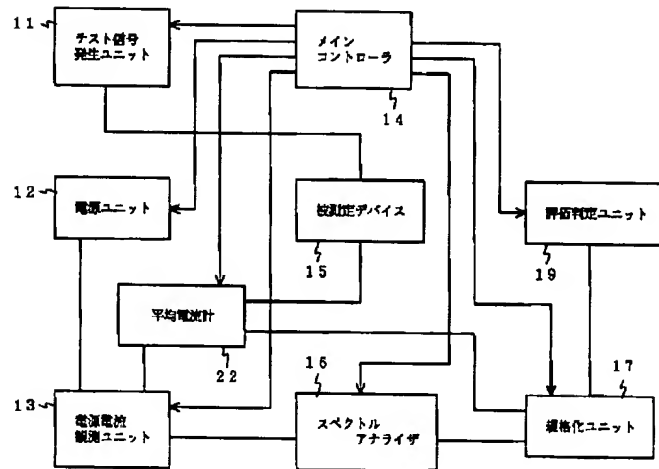 11
テスト信号
発生ユニット
メイン
コントローラ
14
12
電源ユニット
被測定デバイス
15
評価判定ユニット
19
平均電流計
22
13
電源電流
観測ユニット
16
スペクトル
アナライザ
17
規格化ユニット